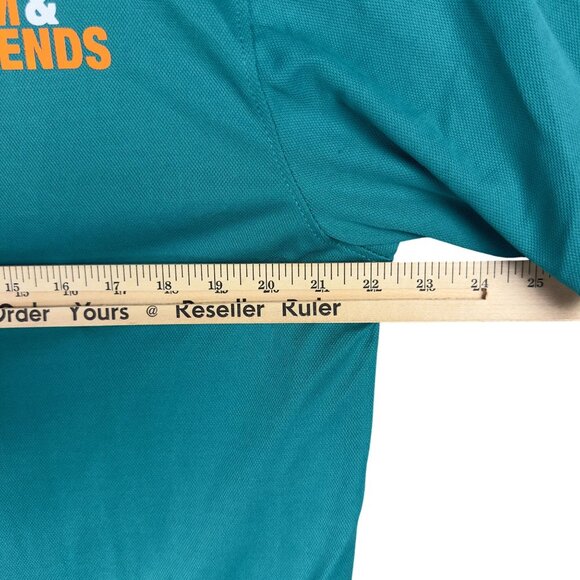 M &
ENDS
15 16 17 18 19 20 21 22 23 24 25
Order Yours @ Reseller Ruler